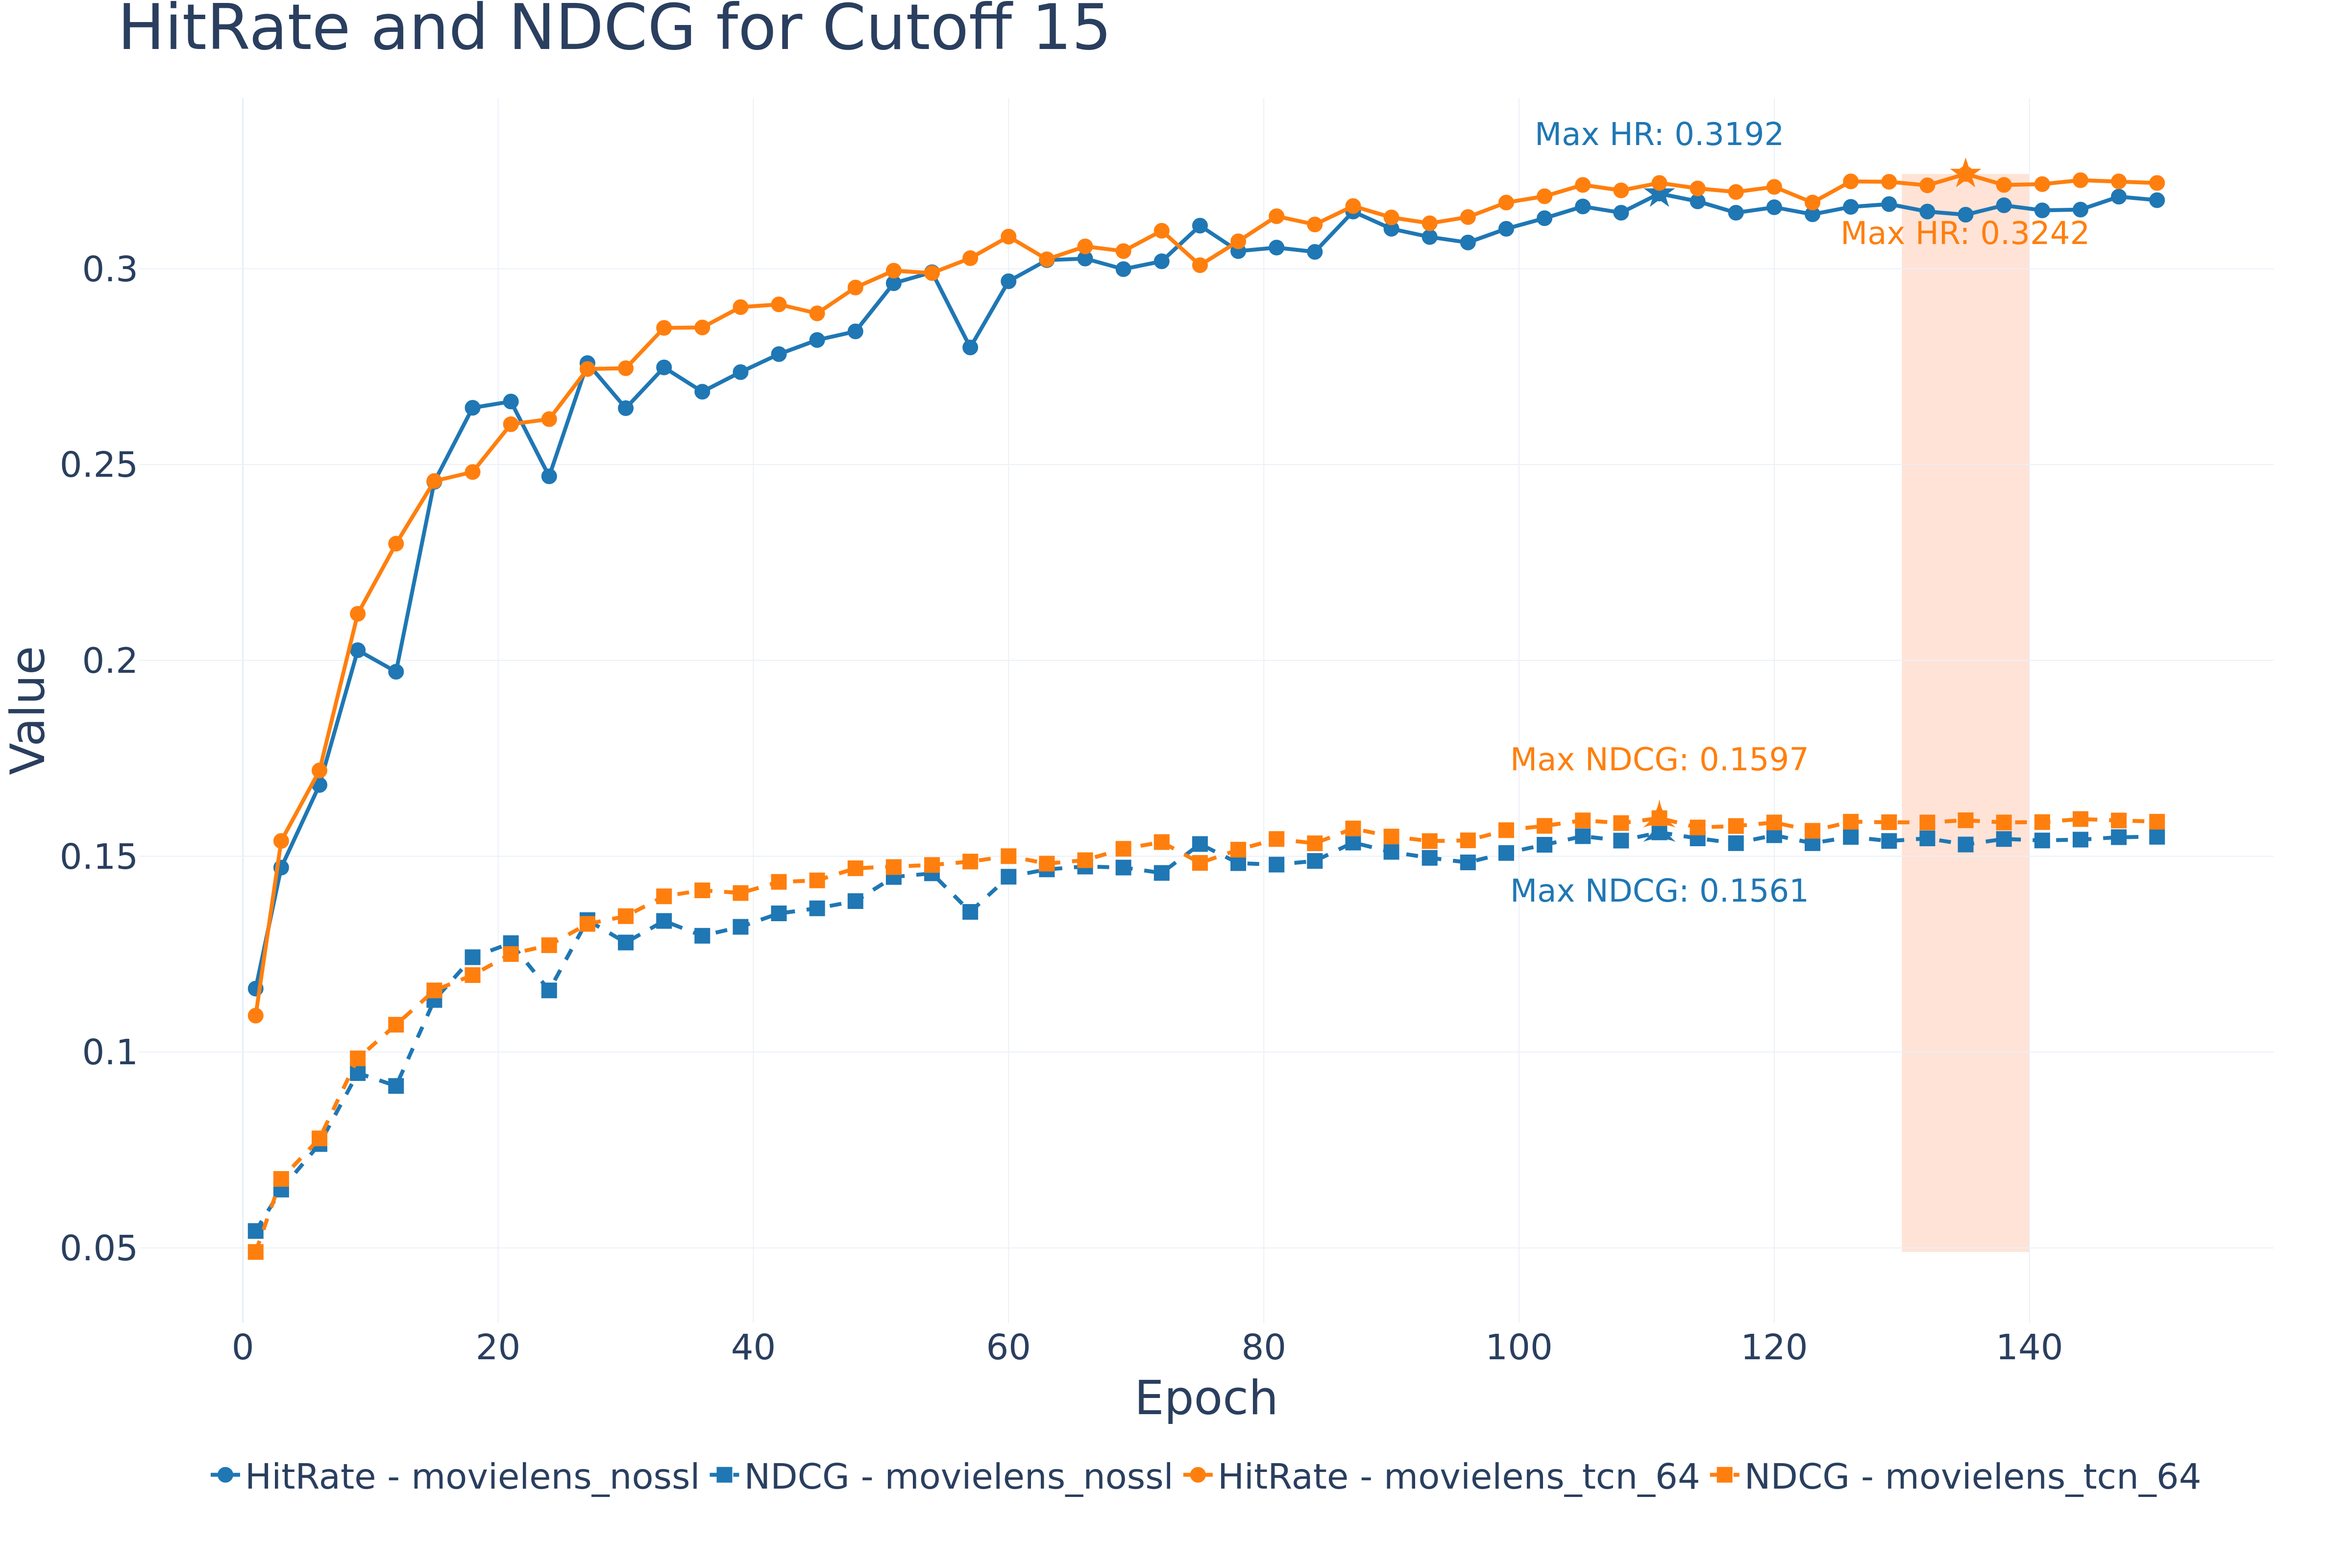 HitRate and NDCG for Cutoff 15
Max HR: 0.3192
Max HR: 0.3242
Max NDCG: 0.1597
Max NDCG: 0.1561
Value
0.3
0.25
0.2
0.15
0.1
0.05
0 20 40 60 80 100 120 140
Epoch
HitRate - movielens_nossl NDCG - movielens_nossl HitRate - movielens_tcn_64 NDCG - movielens_tcn_64